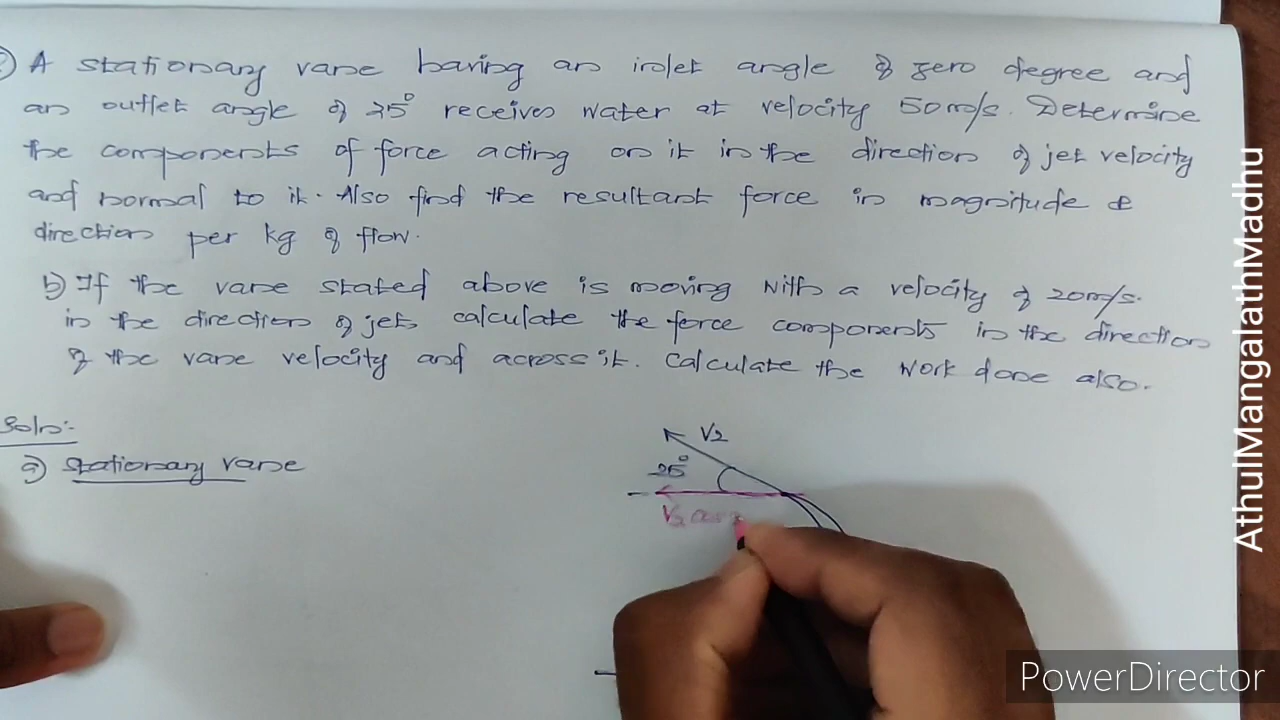 A stationary vane having an inlet angle of zero degree and
an outlet angle of 25° receives water at velocity 50m/s. Determine
the components of force acting on it in the direction of jet velocity
and normal to it. Also find the resultant force in magnitude &
direction per kg of flow.
b) If the vane stated above is moving with a velocity of 20m/s.
in the direction of jet, calculate the force components in the direction
of the vane velocity and across it. Calculate the work done also.
Soln:-
a) Stationary vane
V2
25°
V2 cos
AthulMangalathMadhu
PowerDirector